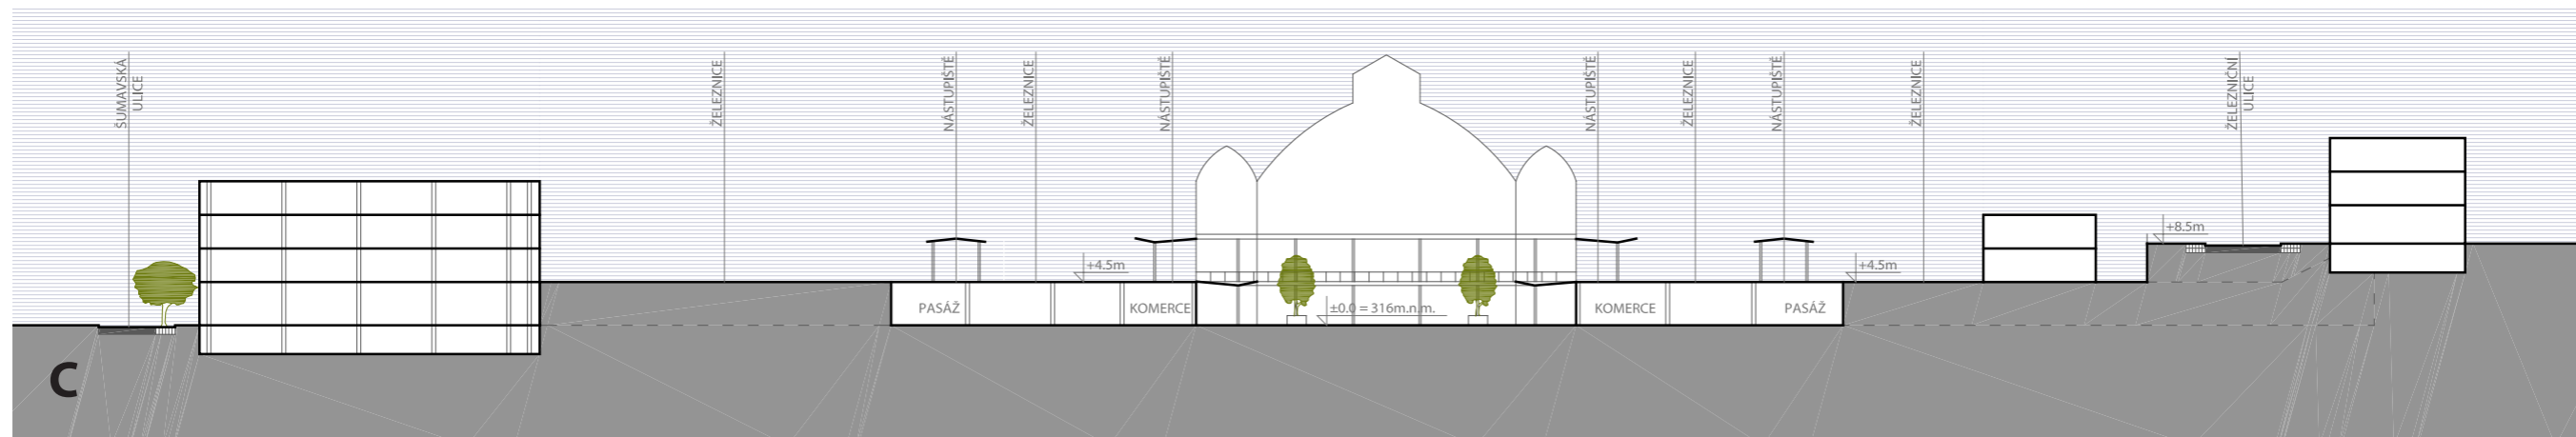 ŠUMAVSKÁ
ULICE
ŽELEZNICE
NÁSTUPIŠTĚ
ŽELEZNICE
NÁSTUPIŠTĚ
NÁSTUPIŠTĚ
ŽELEZNICE
NÁSTUPIŠTĚ
ŽELEZNICE
ŽELEZNIČNÍ
ULICE
+8.5m
+4.5m
+4.5m
PASÁŽ
KOMERCE
±0.0 = 316m.n.m.
KOMERCE
PASÁŽ
C